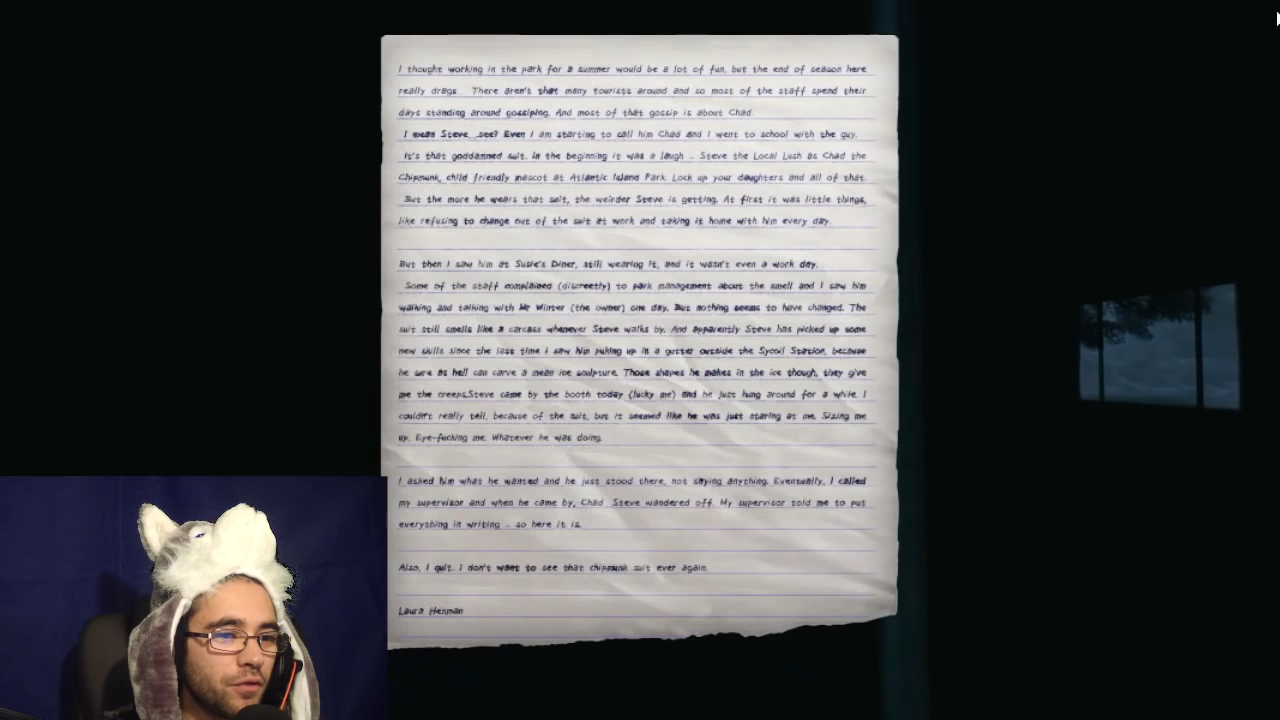 I thought working in the park for a summer would be a lot of fun, but the end of season here
really drags. There aren't that many tourists around and so most of the staff spend their
days standing around gossiping. And most of that gossip is about Chad.
I mean Steve...see? Even I am starting to call him Chad and I went to school with the guy.
It's that goddamned suit. In the beginning it was a laugh - Steve the Local Lush as Chad the
Chipmunk, child friendly mascot at Atlantic Island Park. Lock up your daughters and all of that.
But the more he wears that suit, the weirder Steve is getting. At first it was little things,
like refusing to change out of the suit at work and taking it home with him every day.
But then I saw him at Susie's Diner, still wearing it, and it wasn't even a work day.
Some of the staff complained (discreetly) to park management about the smell and I saw him
walking and talking with Mr Winter (the owner) one day. But nothing seems to have changed. The
suit still smells like a carcass whenever Steve walks by. And apparently Steve has picked up some
new skills since the last time I saw him puking up in a gutter outside the Sycoil Station, because
he sure as hell can carve a mean ice sculpture. Those shapes he makes in the ice though, they give
me the creeps.Steve came by the booth today (lucky me) and he just hung around for a while. I
couldn't really tell, because of the suit, but it seemed like he was just staring at me. Sizing me
up. Eye-fucking me. Whatever he was doing.
I asked him what he wanted and he just stood there, not saying anything. Eventually, I called
my supervisor and when he came by, Chad...Steve wandered off. My supervisor told me to put
everything in writing - so here it is.
Also, I quit. I don't want to see that chipmunk suit ever again.
Laura Henman